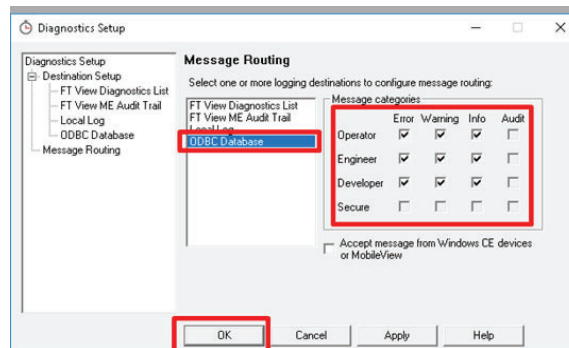 Diagnostics Setup
Diagnostics Setup
Destination Setup
FT View Diagnostics List
FT View ME Audit Trail
Local Log
ODBC Database
Message Routing
Message Routing
Select one or more logging destinations to configure message routing:
FT View Diagnostics List
FT View ME Audit Trail
Local Log
ODBC Database
Message categories
Error Warning Info Audit
Operator
Engineer
Developer
Secure
Accept message from Windows CE devices
or MobileView
OK Cancel Apply Help